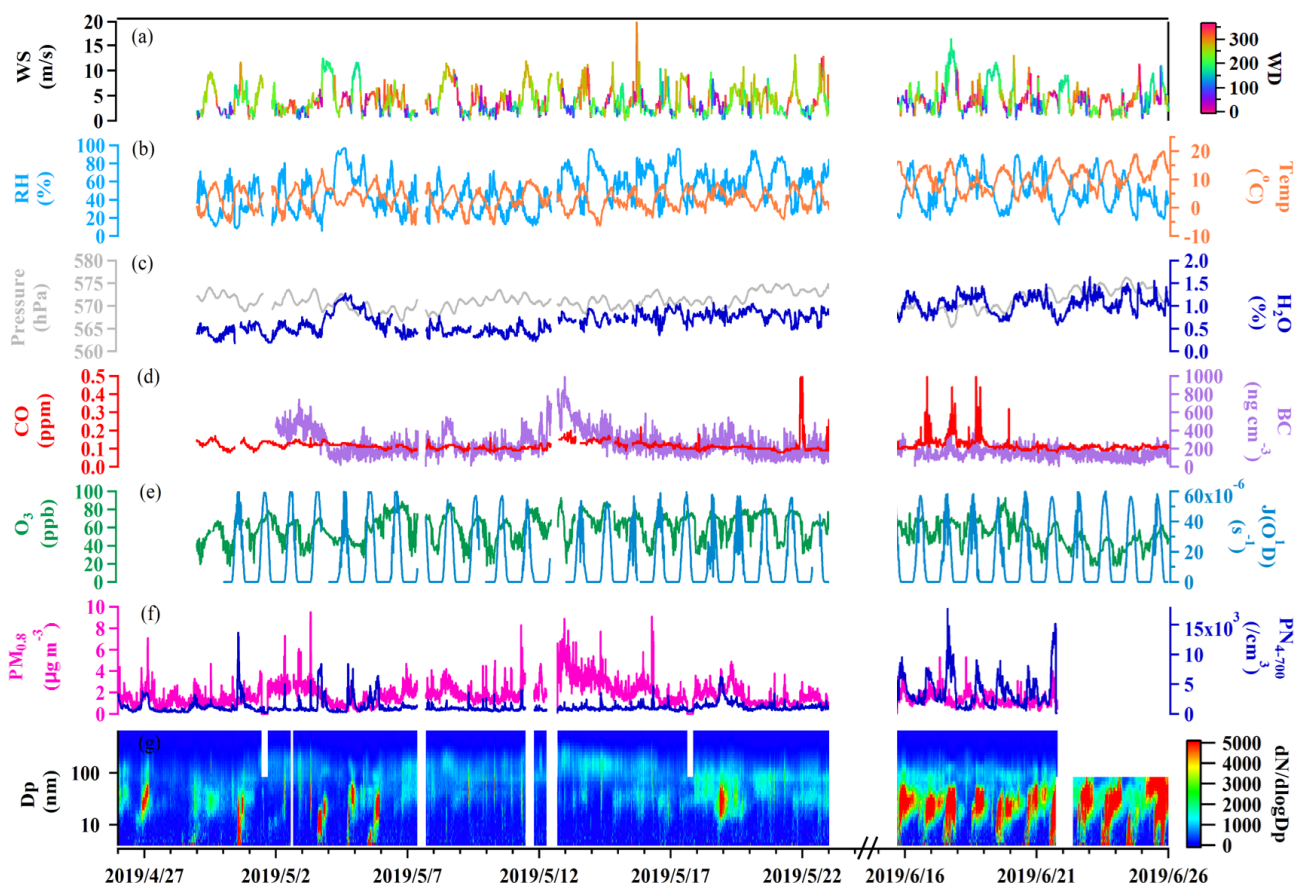 (a)
WS
(m/s)
20
15
10
5
0
300
200
100
0
WD
(b)
RH
(%)
100
80
60
40
20
0
20
10
0
-10
Temp
(°C)
(c)
Pressure
(hPa)
580
575
570
565
560
2.0
1.5
1.0
0.5
0.0
H₂O
(%)
(d)
CO
(ppm)
0.5
0.4
0.3
0.2
0.1
0.0
1000
800
600
400
200
0
BC
(ng cm⁻³)
(e)
O₃
(ppb)
100
80
60
40
20
0
60x10⁻⁶
40
20
0
J(O¹D)
(s⁻¹)
(f)
PM₀.₈
(μg m⁻³)
10
8
6
4
2
0
15x10³
10
5
0
PN₄₋₇₀₀
(/cm³)
(g)
Dp
(nm)
100
10
5000
4000
3000
2000
1000
0
dN/dlogDp
2019/4/27 2019/5/2 2019/5/7 2019/5/12 2019/5/17 2019/5/22 2019/6/16 2019/6/21 2019/6/26